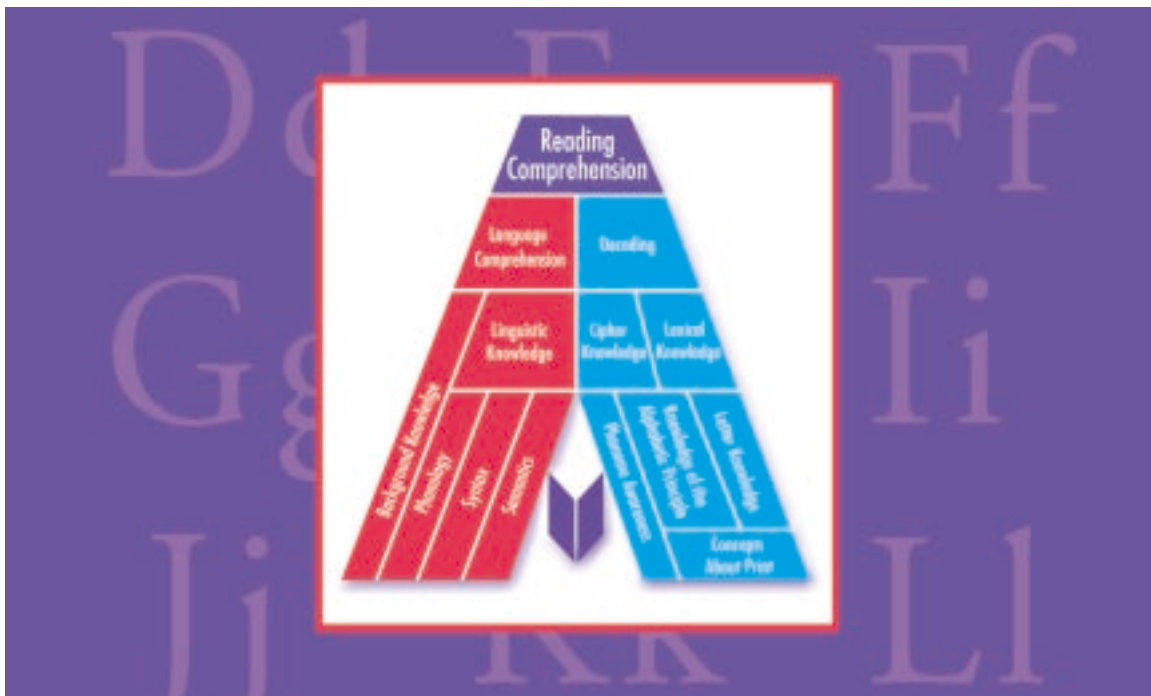 Dd
E
Ff
Gg
Ii
Jj
Kk
Ll
Reading
Comprehension
Language
Comprehension
Decoding
Linguistic
Knowledge
Cipher
Knowledge
Lexical
Knowledge
Background Knowledge
Phonology
Syntax
Semantics
Phoneme Awareness
Knowledge of the
Alphabetic Principle
Letter Knowledge
Concepts
About Print